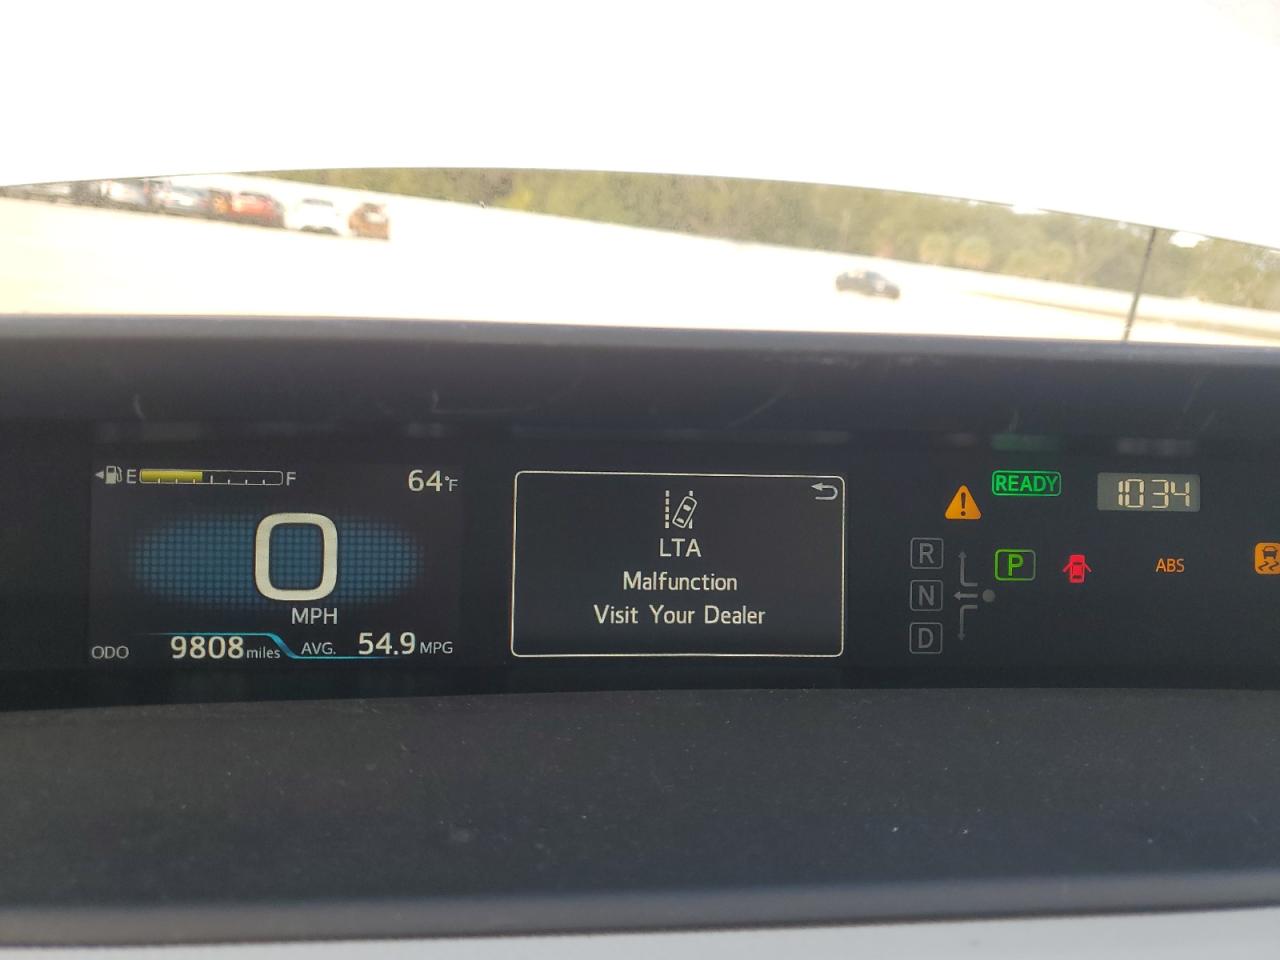 E F
64°F
0
MPH
ODO 9808 miles AVG. 54.9 MPG
LTA
Malfunction
Visit Your Dealer
READY
1034
R
P
N
D
ABS